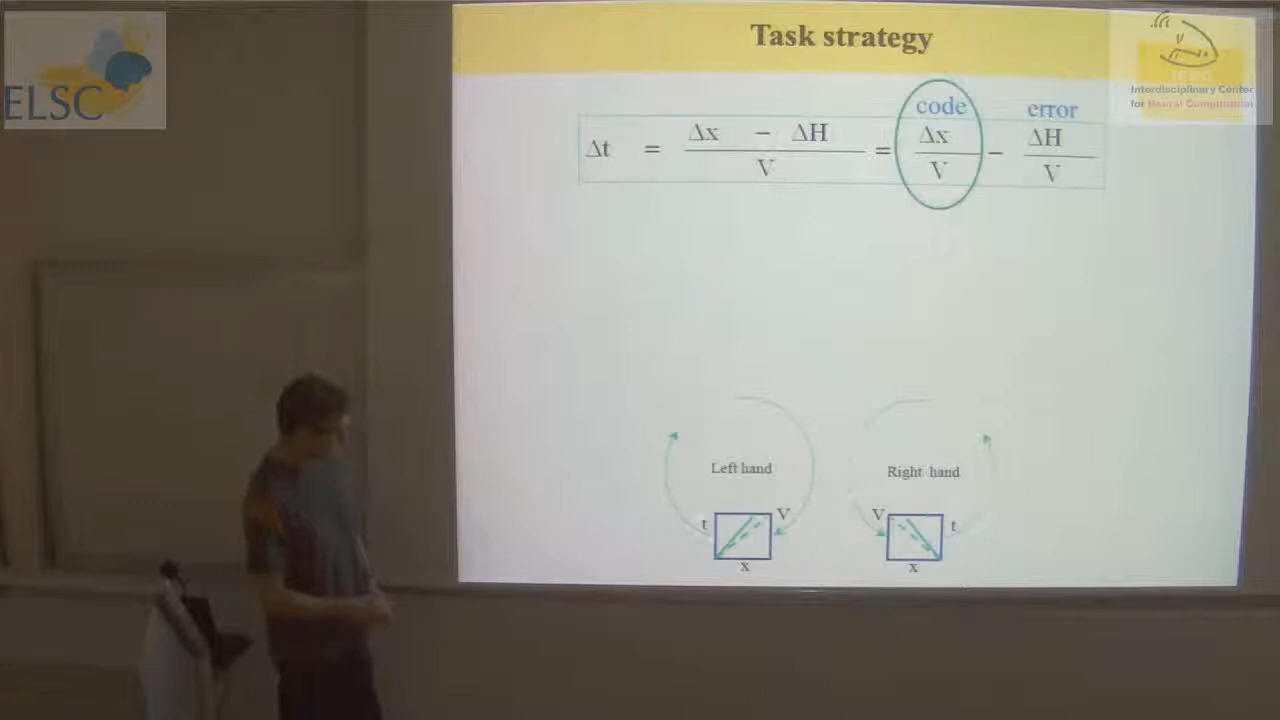 ELSC
Task strategy
Interdisciplinary Center
for Neural Computation
code error
Δt = Δx − ΔH / V = Δx / V − ΔH / V
Left hand
Right hand
t V
x
V t
x